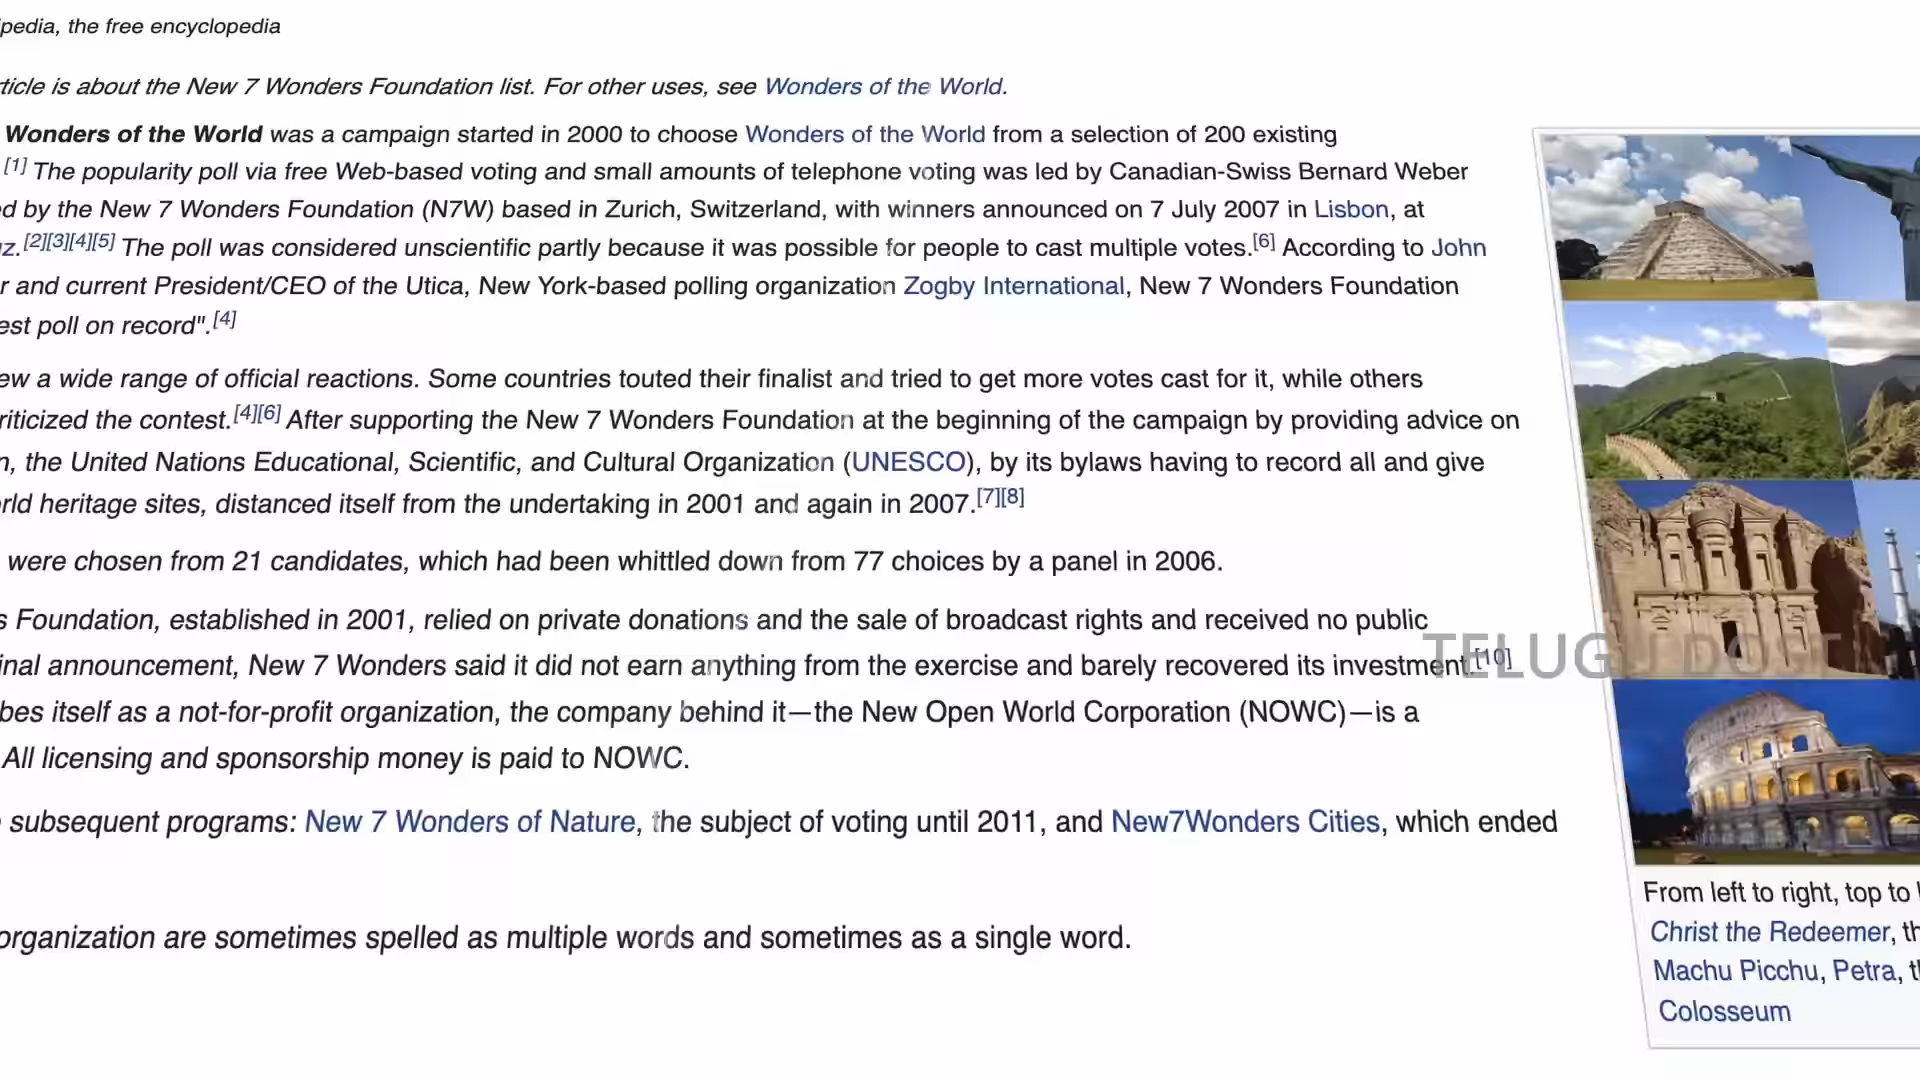 pedia, the free encyclopedia
ticle is about the New 7 Wonders Foundation list. For other uses, see Wonders of the World.
Wonders of the World was a campaign started in 2000 to choose Wonders of the World from a selection of 200 existing
[1] The popularity poll via free Web-based voting and small amounts of telephone voting was led by Canadian-Swiss Bernard Weber
ed by the New 7 Wonders Foundation (N7W) based in Zurich, Switzerland, with winners announced on 7 July 2007 in Lisbon, at
z.[2][3][4][5] The poll was considered unscientific partly because it was possible for people to cast multiple votes.[6] According to John
r and current President/CEO of the Utica, New York-based polling organization Zogby International, New 7 Wonders Foundation
est poll on record".[4]
ew a wide range of official reactions. Some countries touted their finalist and tried to get more votes cast for it, while others
riticized the contest.[4][6] After supporting the New 7 Wonders Foundation at the beginning of the campaign by providing advice on
n, the United Nations Educational, Scientific, and Cultural Organization (UNESCO), by its bylaws having to record all and give
rld heritage sites, distanced itself from the undertaking in 2001 and again in 2007.[7][8]
were chosen from 21 candidates, which had been whittled down from 77 choices by a panel in 2006.
s Foundation, established in 2001, relied on private donations and the sale of broadcast rights and received no public
inal announcement, New 7 Wonders said it did not earn anything from the exercise and barely recovered its investment.[10]
bes itself as a not-for-profit organization, the company behind it—the New Open World Corporation (NOWC)—is a
All licensing and sponsorship money is paid to NOWC.
subsequent programs: New 7 Wonders of Nature, the subject of voting until 2011, and New7Wonders Cities, which ended
organization are sometimes spelled as multiple words and sometimes as a single word.
TELUGU DOST
From left to right, top to
Christ the Redeemer, th
Machu Picchu, Petra, t
Colosseum